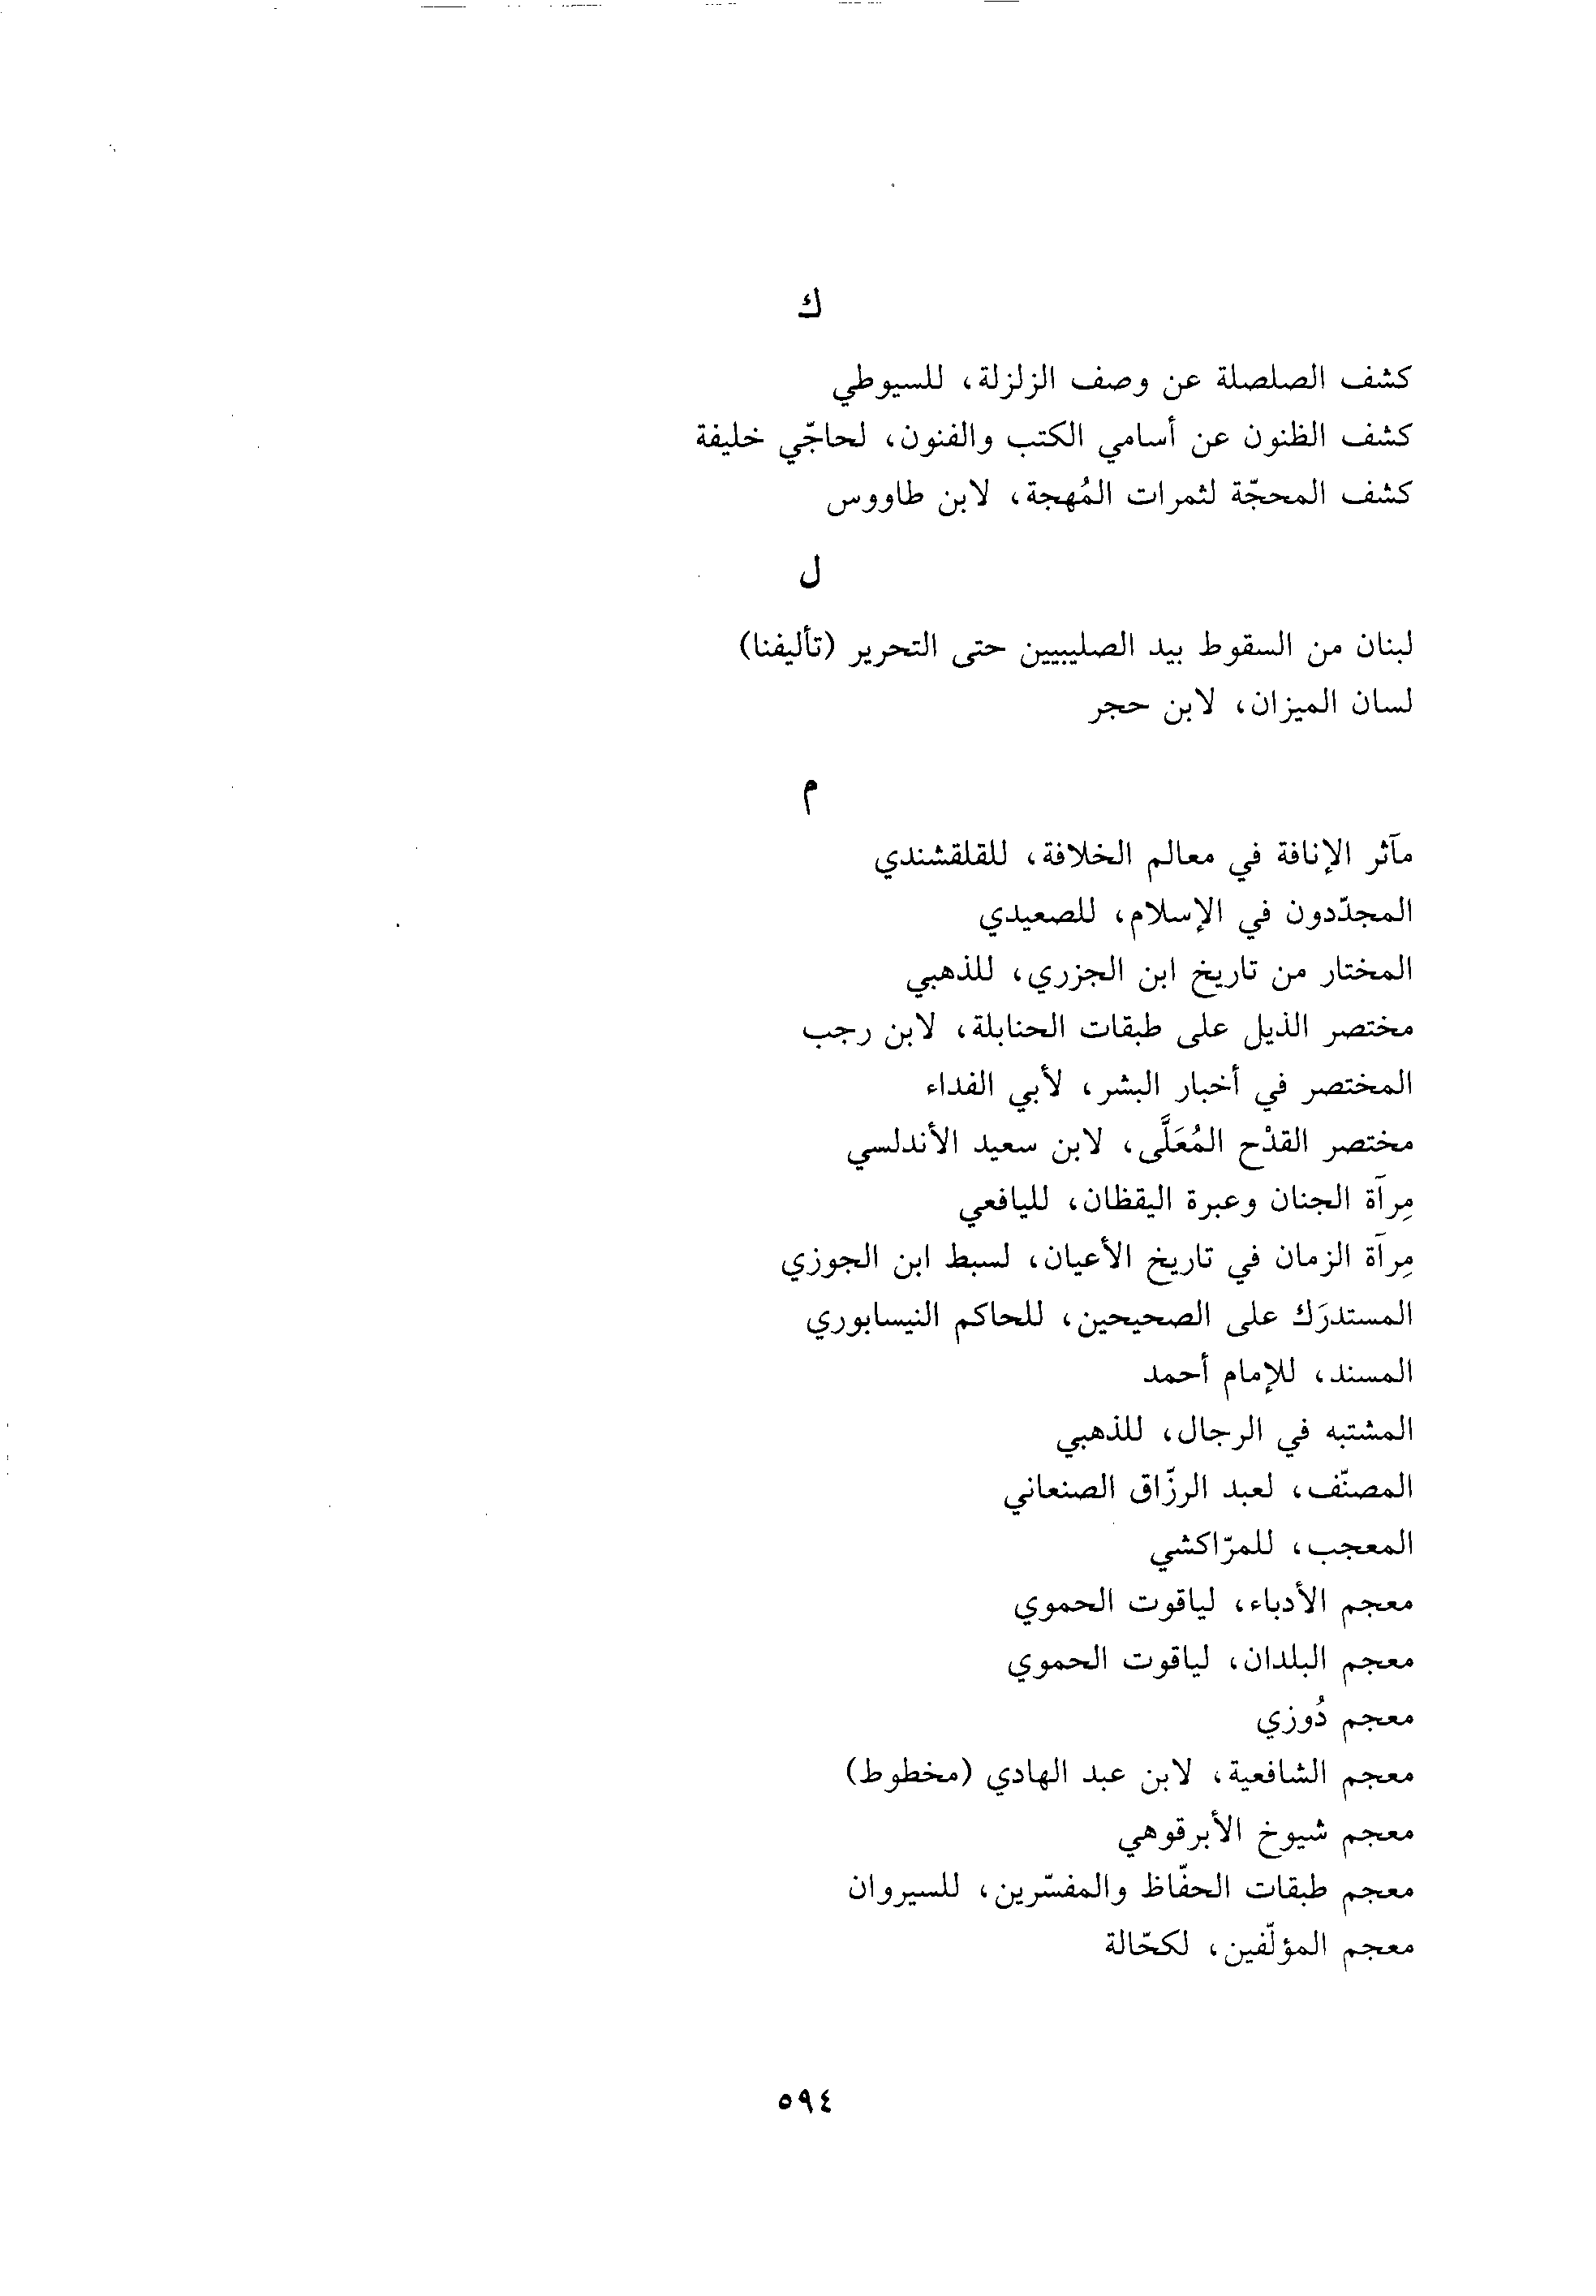 ك
كشف الصلصلة عن وصف الزلزلة، للسيوطي
كشف الظنون عن أسامي الكتب والفنون، لحاجّي خليفة
كشف المحجّة لثمرات المُهجة، لابن طاووس
ل
لبنان من السقوط بيد الصليبيين حتى التحرير (تأليفنا)
لسان الميزان، لابن حجر
م
مآثر الإنافة في معالم الخلافة، للقلقشندي
المجدّدون في الإسلام، للصعيدي
المختار من تاريخ ابن الجزري، للذهبي
مختصر الذيل على طبقات الحنابلة، لابن رجب
المختصر في أخبار البشر، لأبي الفداء
مختصر القدْح المُعَلَّى، لابن سعيد الأندلسي
مِرآة الجنان وعبرة اليقظان، لليافعي
مِرآة الزمان في تاريخ الأعيان، لسبط ابن الجوزي
المستدرَك على الصحيحين، للحاكم النيسابوري
المسند، للإمام أحمد
المشتبه في الرجال، للذهبي
المصنّف، لعبد الرزّاق الصنعاني
المعجب، للمرّاكشي
معجم الأدباء، لياقوت الحموي
معجم البلدان، لياقوت الحموي
معجم دُوزي
معجم الشافعية، لابن عبد الهادي (مخطوط)
معجم شيوخ الأبرقوهي
معجم طبقات الحفّاظ والمفسّرين، للسيروان
معجم المؤلّفين، لكحّالة
٥٩٤